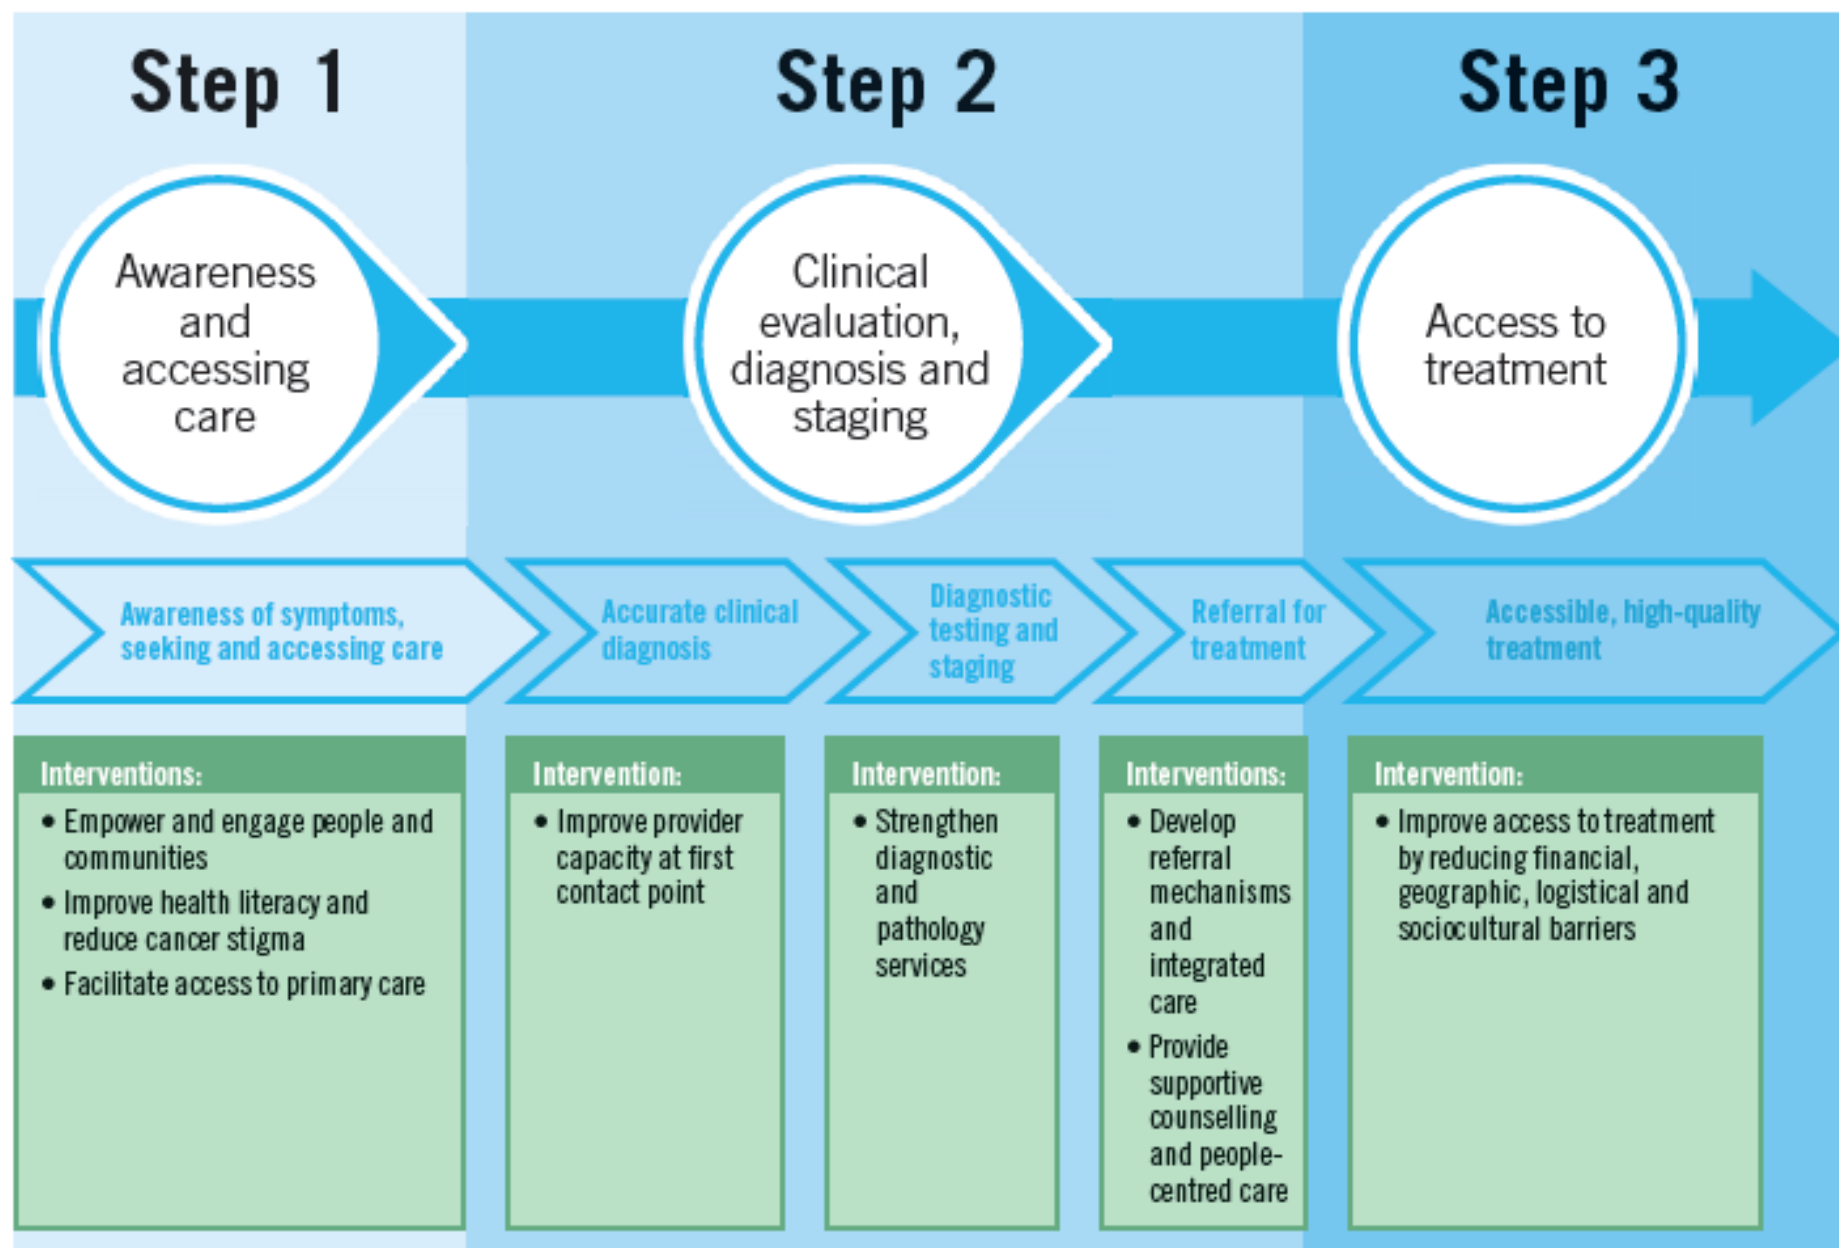 Step 1
Step 2
Step 3
Awareness
and
accessing
care
Clinical
evaluation,
diagnosis and
staging
Access to
treatment
Awareness of symptoms,
seeking and accessing care
Accurate clinical
diagnosis
Diagnostic
testing and
staging
Referral for
treatment
Accessible, high-quality
treatment
Interventions:
• Empower and engage people and
communities
• Improve health literacy and
reduce cancer stigma
• Facilitate access to primary care
Intervention:
• Improve provider
capacity at first
contact point
Intervention:
• Strengthen
diagnostic
and
pathology
services
Interventions:
• Develop
referral
mechanisms
and
integrated
care
• Provide
supportive
counselling
and people-
centred care
Intervention:
• Improve access to treatment
by reducing financial,
geographic, logistical and
sociocultural barriers